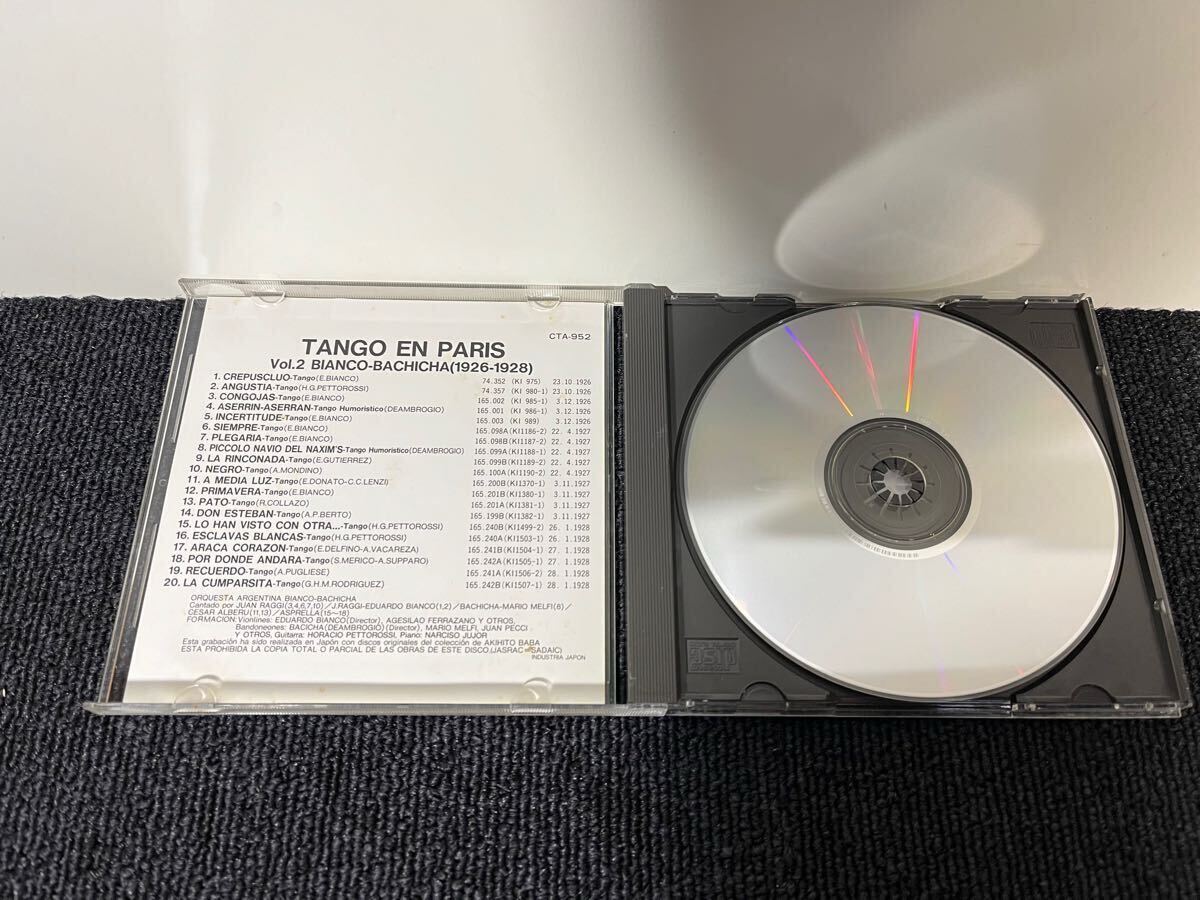 CTA-952
TANGO EN PARIS
Vol.2 BIANCO-BACHICHA(1926-1928)
1. CREPUSCLUO-Tango(E.BIANCO) 74.352 (KI 975) 23.10.1926
2. ANGUSTIA-Tango(H.G.PETTOROSSI) 74.357 (KI 980-1) 23.10.1926
3. CONGOJAS-Tango(E.BIANCO) 165.002 (KI 985-1) 3.12.1926
4. ASERRIN-ASERRAN-Tango Humoristico(DEAMBROGIO) 165.001 (KI 986-1) 3.12.1926
5. INCERTITUDE-Tango(E.BIANCO) 165.003 (KI 989) 3.12.1926
6. SIEMPRE-Tango(E.BIANCO) 165.098A(KI1186-2) 22. 4.1927
7. PLEGARIA-Tango(E.BIANCO) 165.098B(KI1187-2) 22. 4.1927
8. PICCOLO NAVIO DEL NAXIM'S-Tango Humoristico(DEAMBROGIO) 165.099A(KI1188-1) 22. 4.1927
9. LA RINCONADA-Tango(E.GUTIERREZ) 165.099B(KI1189-2) 22. 4.1927
10. NEGRO-Tango(A.MONDINO) 165.100A(KI1190-2) 22. 4.1927
11. A MEDIA LUZ-Tango(E.DONATO-C.C.LENZI) 165.200B(KI1370-1) 3.11.1927
12. PRIMAVERA-Tango(E.BIANCO) 165.201B(KI1380-1) 3.11.1927
13. PATO-Tango(R.COLLAZO) 165.201A(KI1381-1) 3.11.1927
14. DON ESTEBAN-Tango(A.P.BERTO) 165.199B(KI1382-1) 3.11.1927
15. LO HAN VISTO CON OTRA...-Tango(H.G.PETTOROSSI) 165.240B(KI1499-2) 26. 1.1928
16. ESCLAVAS BLANCAS-Tango(H.G.PETTOROSSI) 165.240A(KI1503-1) 26. 1.1928
17. ARACA CORAZON-Tango(E.DELFINO-A.VACAREZA) 165.241B(KI1504-1) 27. 1.1928
18. POR DONDE ANDARA-Tango(S.MERICO-A.SUPPARO) 165.242A(KI1505-1) 27. 1.1928
19. RECUERDO-Tango(A.PUGLIESE) 165.241A(KI1506-2) 28. 1.1928
20. LA CUMPARSITA-Tango(G.H.M.RODRIGUEZ) 165.242B(KI1507-1) 28. 1.1928
ORQUESTA ARGENTINA BIANCO-BACHICHA
Cantado por JUAN RAGGI(3,4,6,7,10)/J.RAGGI-EDUARDO BIANCO(1,2)/BACHICHA-MARIO MELFI(8)/
CESAR ALBERU(11,13)/ASPRELLA(15~18)
FORMACION:Vionlines: EDUARDO BIANCO(Director), AGESILAO FERRAZANO Y OTROS,
Bandoneones: BACICHA(DEAMBROGIO)(Director), MARIO MELFI, JUAN PECCI
Y OTROS, Guitarra: HORACIO PETTOROSSI, Piano: NARCISO JUJOR
Esta grabación ha sido realizada en Japón con discos originales del colección de AKIHITO BABA
ESTA PROHIBIDA LA COPIA TOTAL O PARCIAL DE LAS OBRAS DE ESTE DISCO.(JASRAC-SADAIC)
INDUSTRIA JAPON